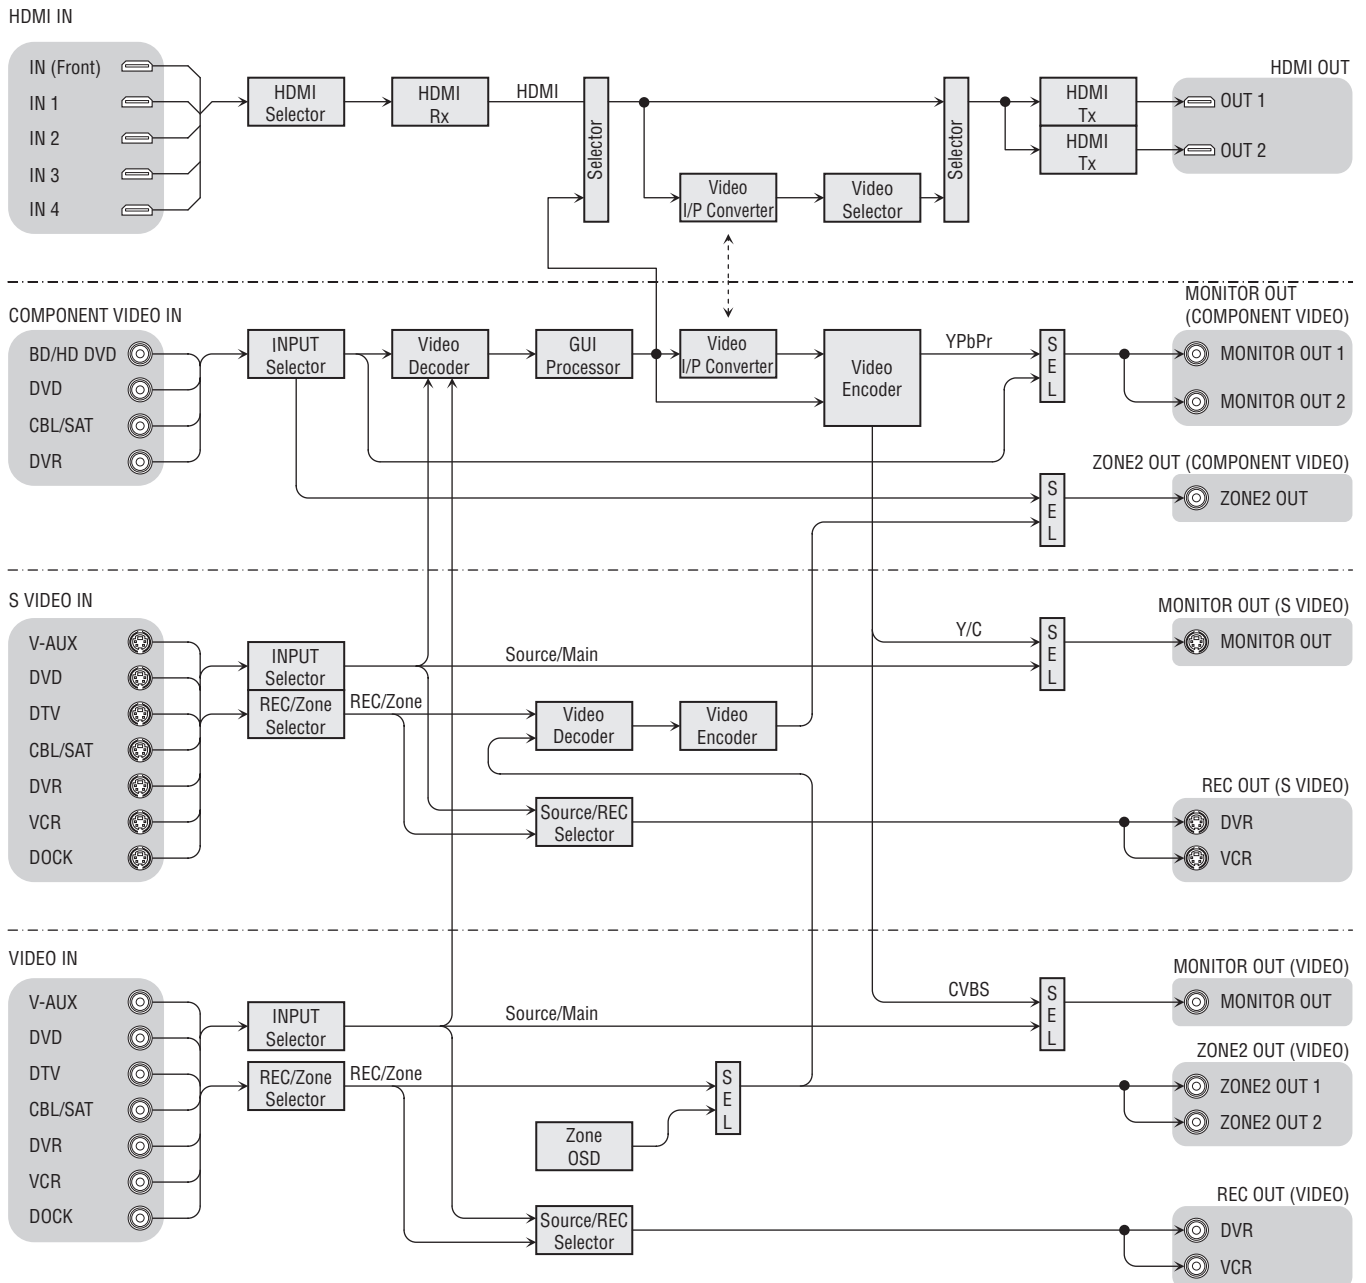 HDMI IN
IN (Front)
IN 1
IN 2
IN 3
IN 4
HDMI
Selector
HDMI
Rx
HDMI
Selector
Video
I/P Converter
Video
Selector
Selector
HDMI
Tx
HDMI
Tx
HDMI OUT
OUT 1
OUT 2
COMPONENT VIDEO IN
BD/HD DVD
DVD
CBL/SAT
DVR
INPUT
Selector
Video
Decoder
GUI
Processor
Video
I/P Converter
Video
Encoder
YPbPr
S
E
L
MONITOR OUT
(COMPONENT VIDEO)
MONITOR OUT 1
MONITOR OUT 2
ZONE2 OUT (COMPONENT VIDEO)
S
E
L
ZONE2 OUT
S VIDEO IN
V-AUX
DVD
DTV
CBL/SAT
DVR
VCR
DOCK
INPUT
Selector
REC/Zone
Selector
Source/Main
REC/Zone
Video
Decoder
Video
Encoder
Source/REC
Selector
Y/C
S
E
L
MONITOR OUT (S VIDEO)
MONITOR OUT
REC OUT (S VIDEO)
DVR
VCR
VIDEO IN
V-AUX
DVD
DTV
CBL/SAT
DVR
VCR
DOCK
INPUT
Selector
REC/Zone
Selector
Source/Main
REC/Zone
Zone
OSD
S
E
L
Source/REC
Selector
CVBS
S
E
L
MONITOR OUT (VIDEO)
MONITOR OUT
ZONE2 OUT (VIDEO)
ZONE2 OUT 1
ZONE2 OUT 2
REC OUT (VIDEO)
DVR
VCR